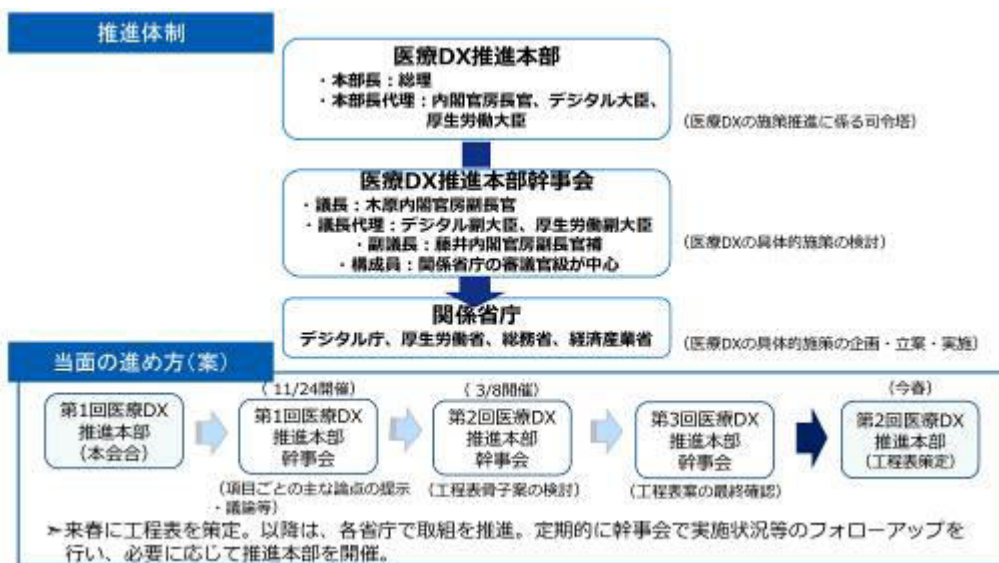 推進体制
医療DX推進本部
・本部長：総理
・本部長代理：内閣官房長官、デジタル大臣、
厚生労働大臣
（医療DXの施策推進に係る司令塔）
医療DX推進本部幹事会
・議長：木原内閣官房副長官
・議長代理：デジタル副大臣、厚生労働副大臣
・副議長：藤井内閣官房副長官補
・構成員：関係省庁の審議官級が中心
（医療DXの具体的施策の検討）
関係省庁
デジタル庁、厚生労働省、総務省、経済産業省
（医療DXの具体的施策の企画・立案・実施）
当面の進め方（案）
第1回医療DX
推進本部
（本会合）
（ 11/24開催）
第1回医療DX
推進本部
幹事会
（項目ごとの主な論点の提示
・議論等）
（ 3/8開催）
第2回医療DX
推進本部
幹事会
（工程表骨子案の検討）
第3回医療DX
推進本部
幹事会
（工程表案の最終確認）
（今春）
第2回医療DX
推進本部
（工程表策定）
➢来春に工程表を策定。以降は、各省庁で取組を推進。定期的に幹事会で実施状況等のフォローアップを
行い、必要に応じて推進本部を開催。